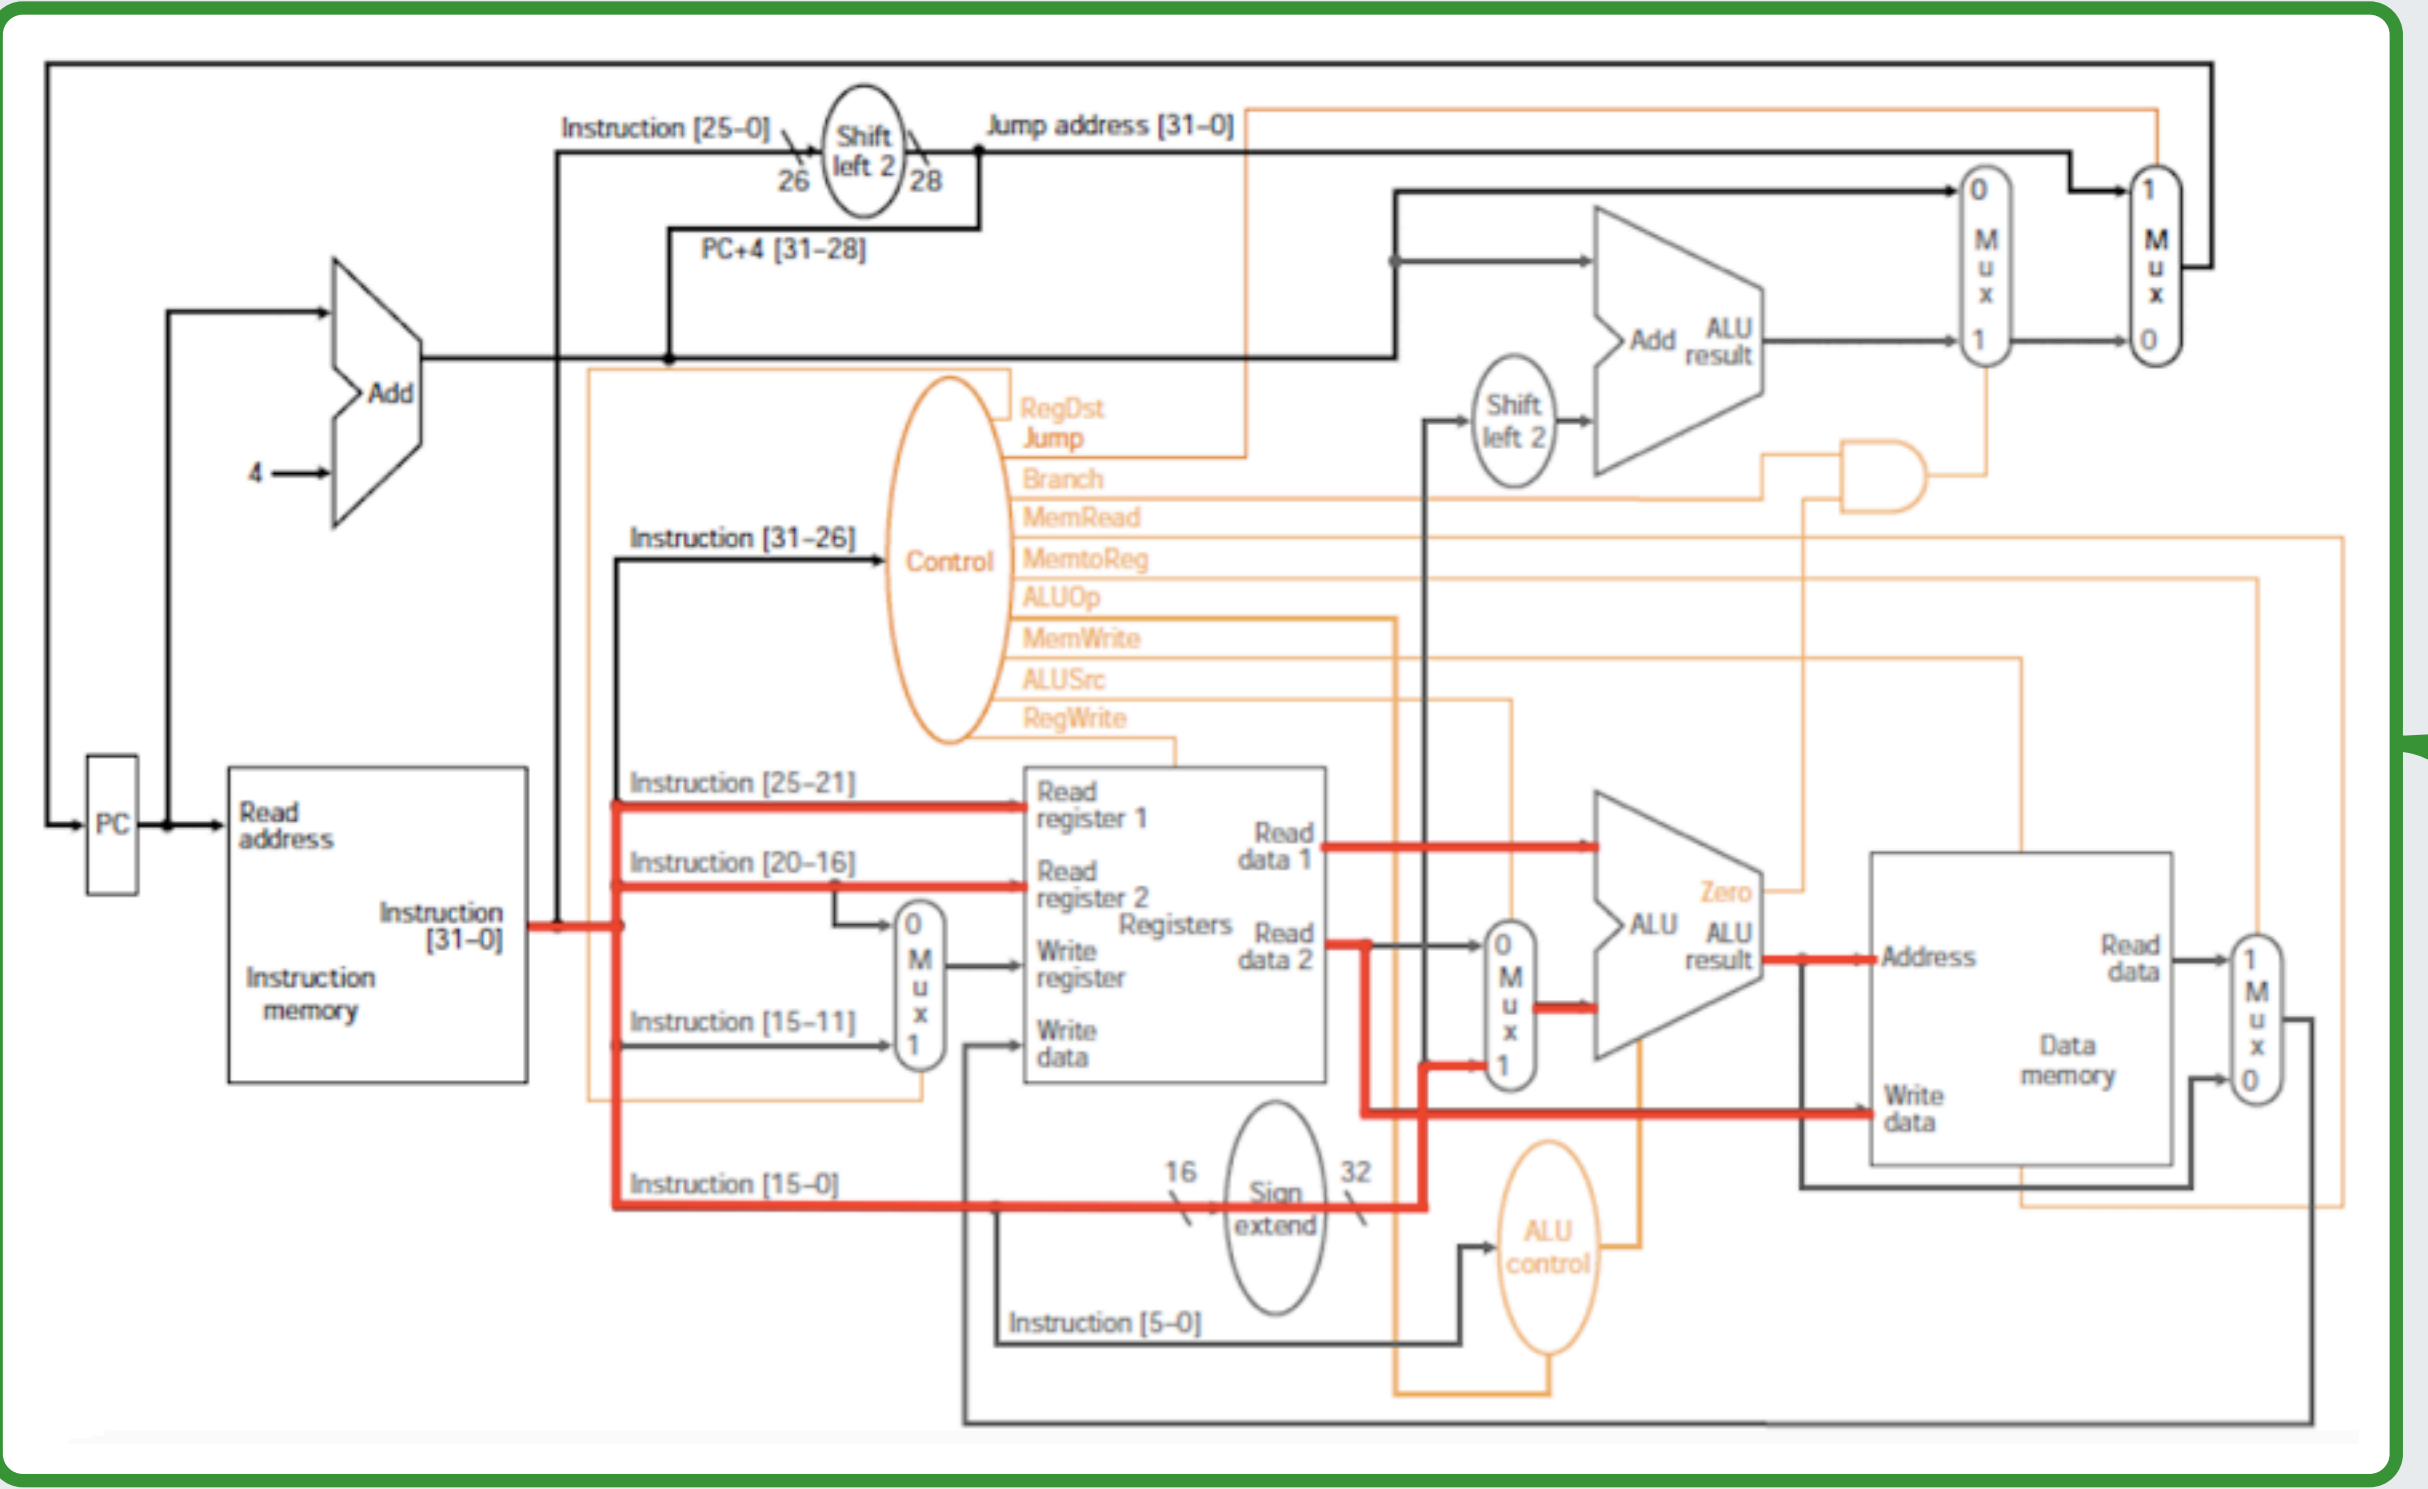 Instruction [25–0]
26
Shift
left 2
28
Jump address [31–0]
PC+4 [31–28]
Add
4
0
M
u
x
1
1
M
u
x
0
Add
ALU
result
Shift
left 2
RegDst
Jump
Branch
MemRead
MemtoReg
ALUOp
MemWrite
ALUSrc
RegWrite
Instruction [31–26]
Control
PC
Read
address
Instruction
[31–0]
Instruction
memory
Instruction [25–21]
Instruction [20–16]
Instruction [15–11]
Instruction [15–0]
0
M
u
x
1
Read
register 1
Read
register 2
Write
register
Write
data
Registers
Read
data 1
Read
data 2
0
M
u
x
1
Zero
ALU
ALU
result
Address
Read
data
Data
memory
Write
data
1
M
u
x
0
16
Sign
extend
32
ALU
control
Instruction [5–0]